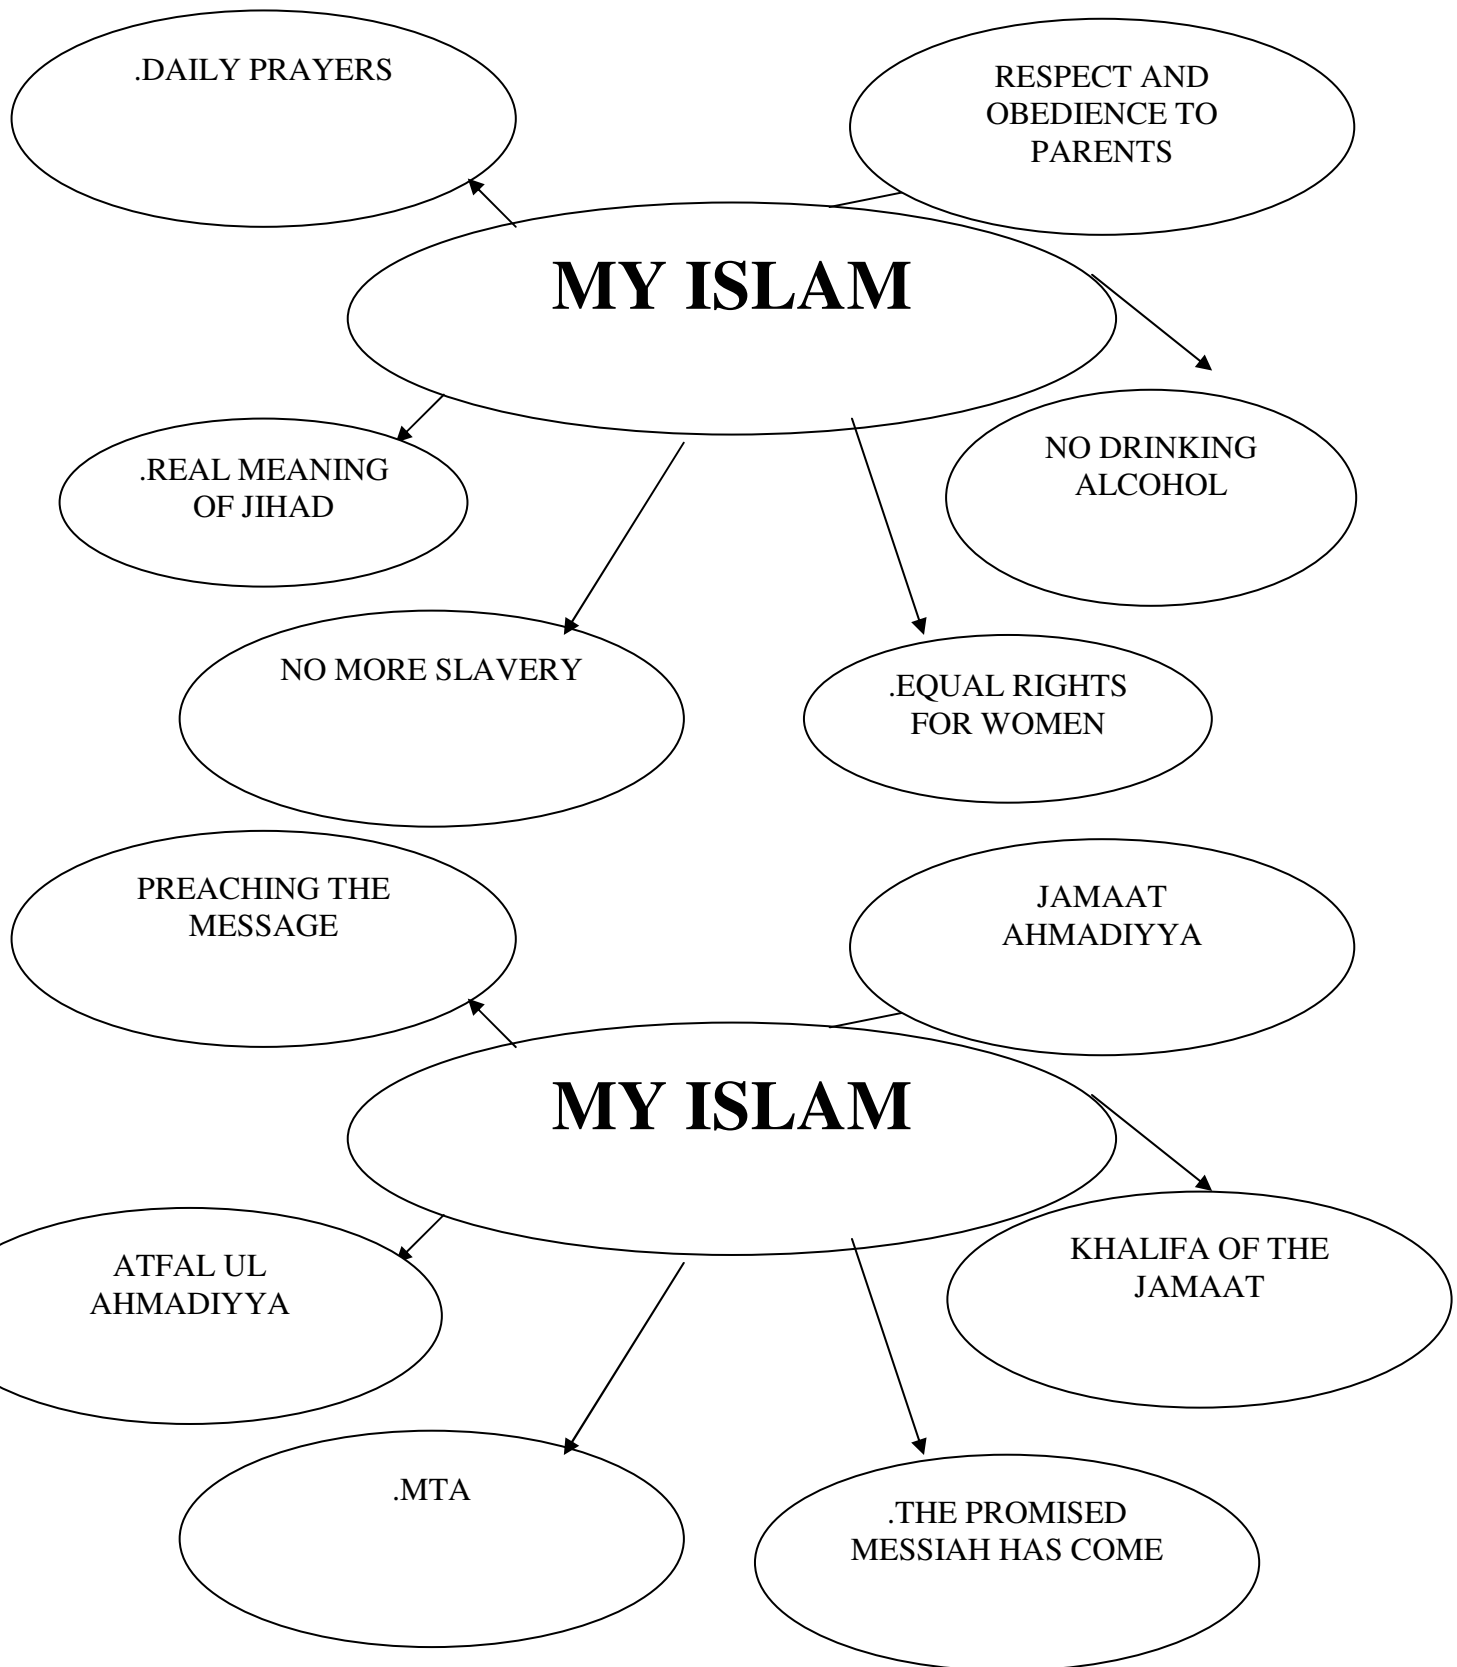 .DAILY PRAYERS
RESPECT AND
OBEDIENCE TO
PARENTS
MY ISLAM
.REAL MEANING
OF JIHAD
NO DRINKING
ALCOHOL
NO MORE SLAVERY
.EQUAL RIGHTS
FOR WOMEN
PREACHING THE
MESSAGE
JAMAAT
AHMADIYYA
MY ISLAM
ATFAL UL
AHMADIYYA
KHALIFA OF THE
JAMAAT
.MTA
.THE PROMISED
MESSIAH HAS COME